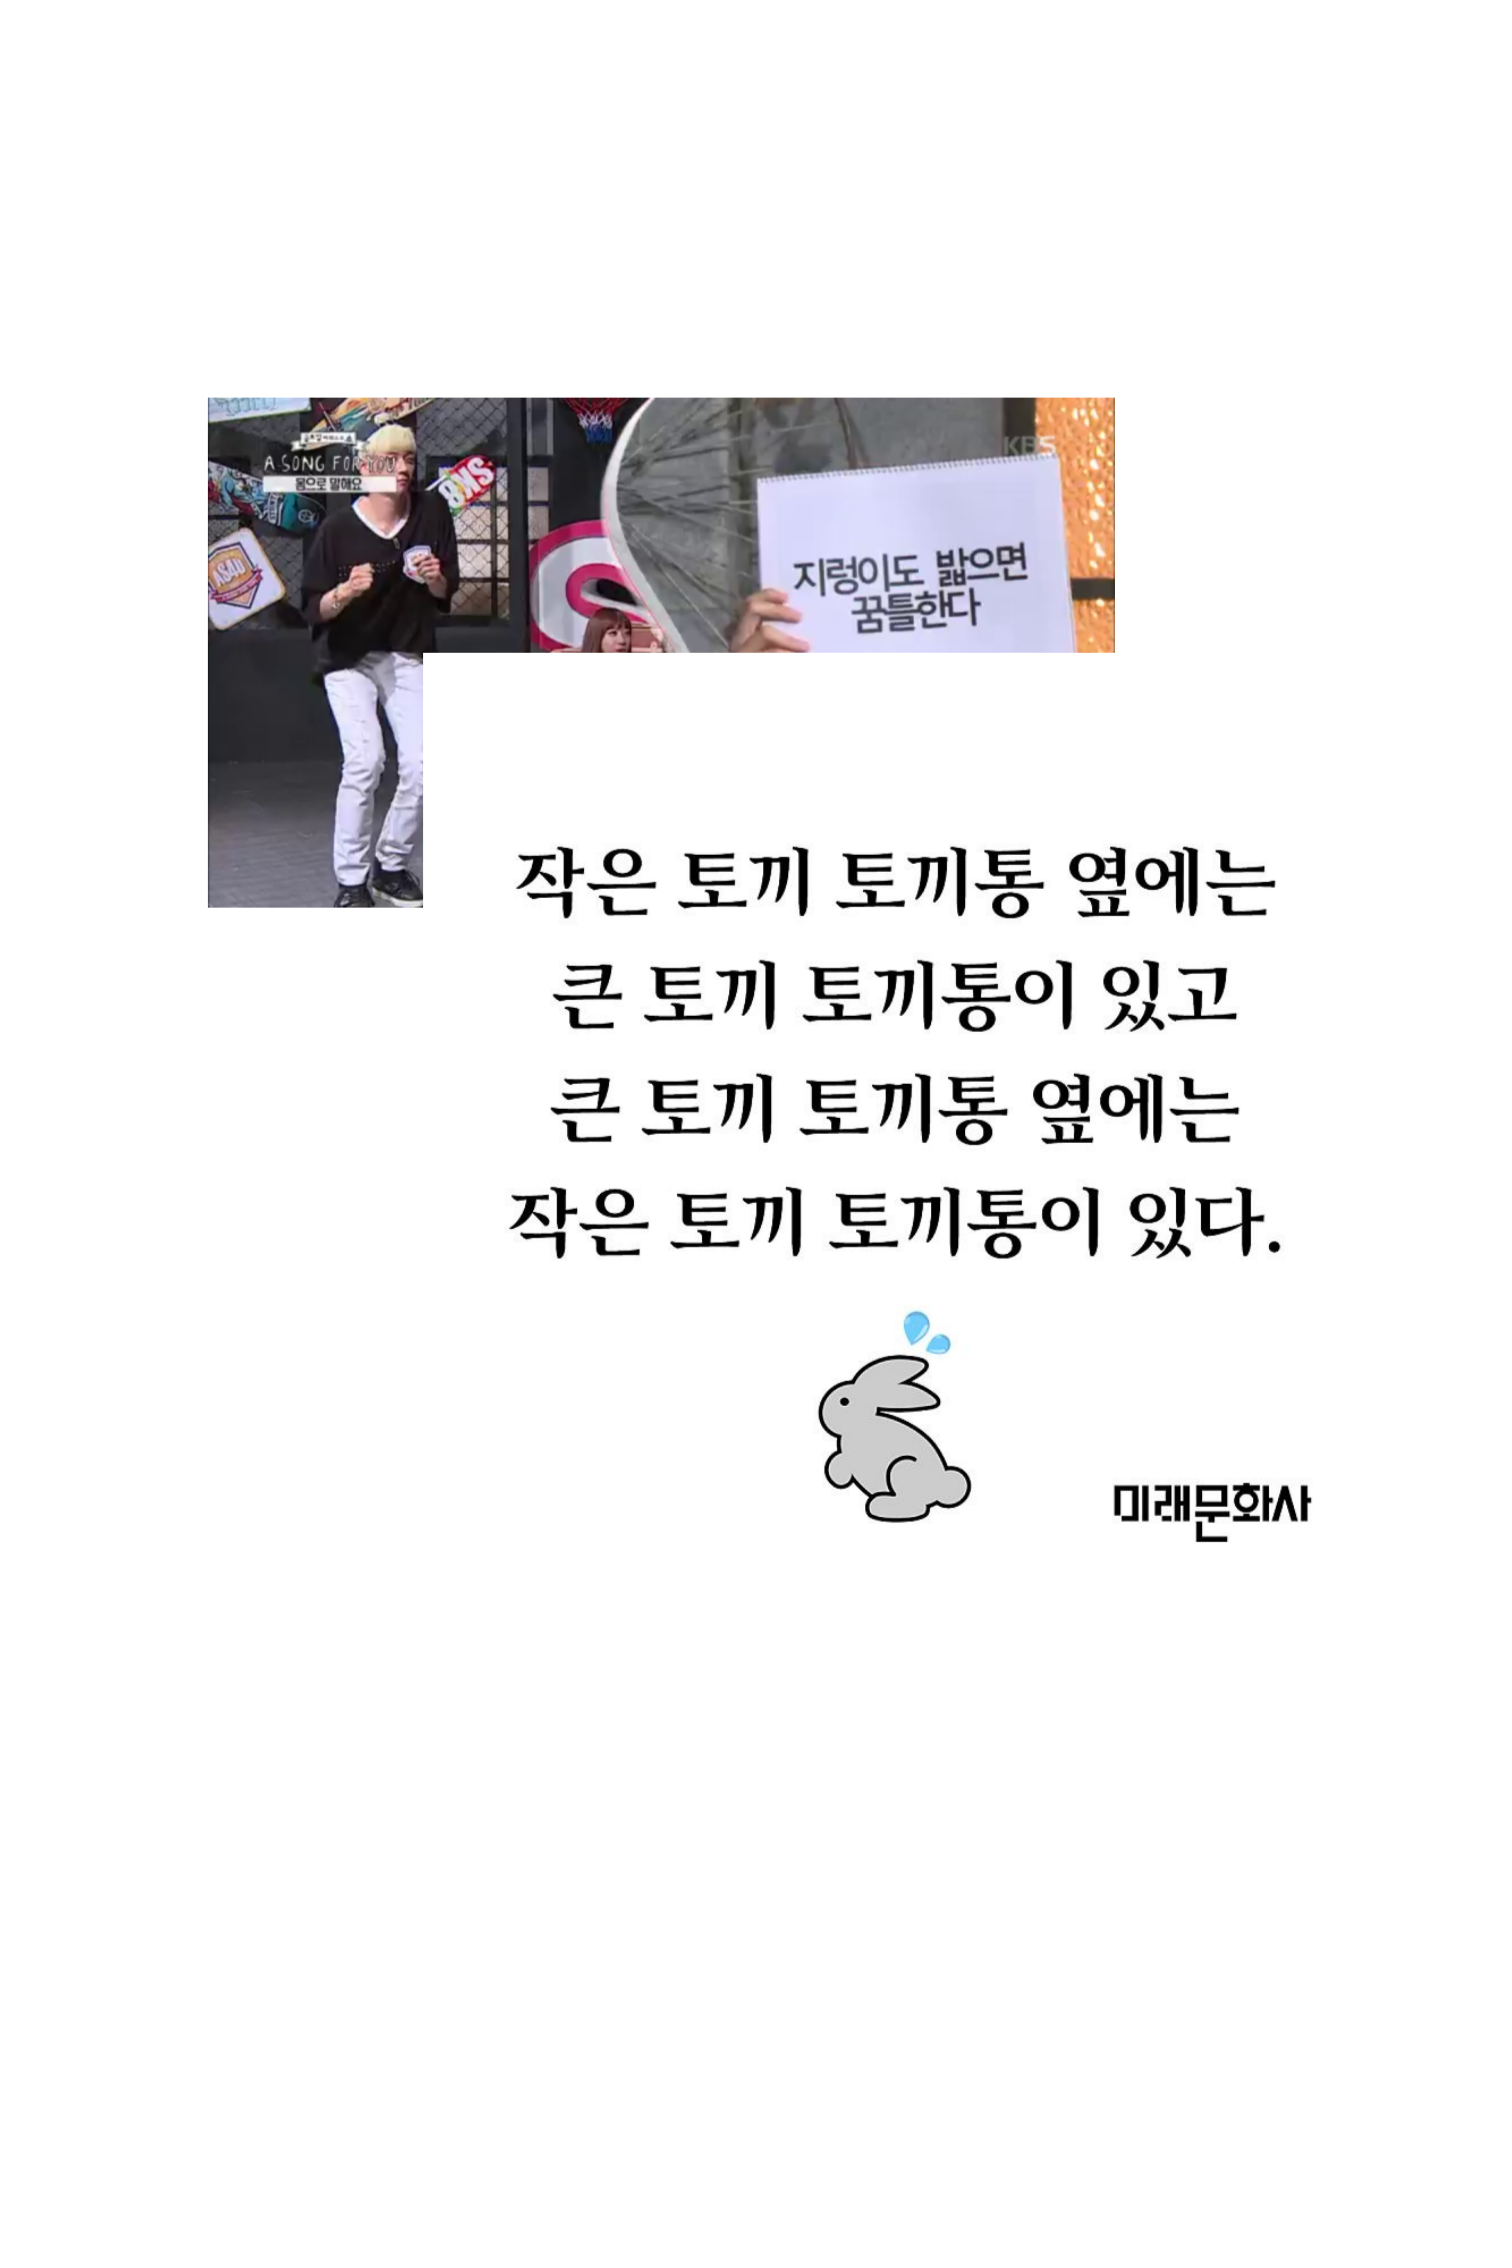 A SONG FOR YOU
몸으로 말해요
KBS
SK8
ASAD
지렁이도 밟으면
꿈틀한다
작은 토끼 토끼통 옆에는
큰 토끼 토끼통이 있고
큰 토끼 토끼통 옆에는
작은 토끼 토끼통이 있다.
미래문화사